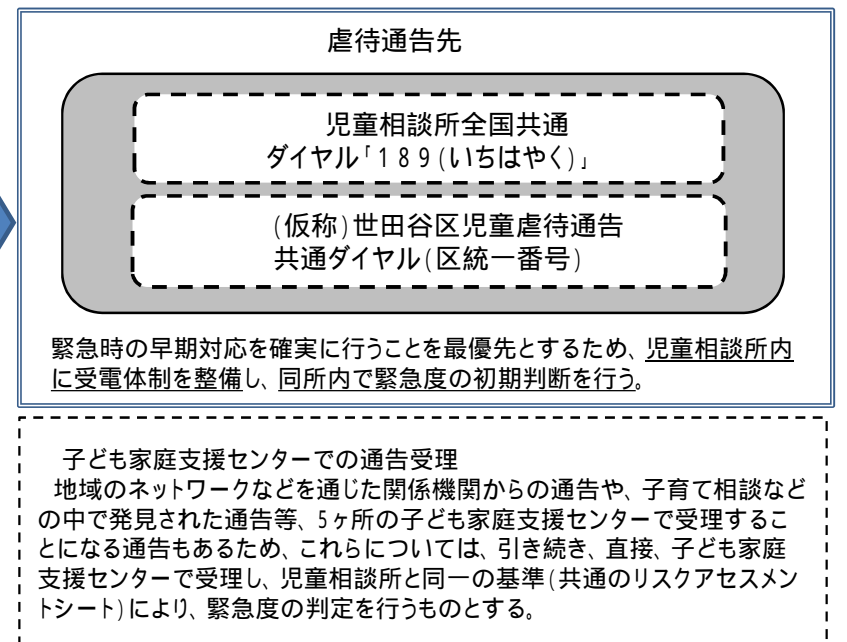 虐待通告先
児童相談所全国共通
ダイヤル「189(いちはやく)」
(仮称)世田谷区児童虐待通告
共通ダイヤル(区統一番号)
緊急時の早期対応を確実に行うことを最優先とするため、児童相談所内
に受電体制を整備し、同所内で緊急度の初期判断を行う。
子ども家庭支援センターでの通告受理
地域のネットワークなどを通じた関係機関からの通告や、子育て相談など
の中で発見された通告等、5ヶ所の子ども家庭支援センターで受理するこ
とになる通告もあるため、これらについては、引き続き、直接、子ども家庭
支援センターで受理し、児童相談所と同一の基準(共通のリスクアセスメン
トシート)により、緊急度の判定を行うものとする。